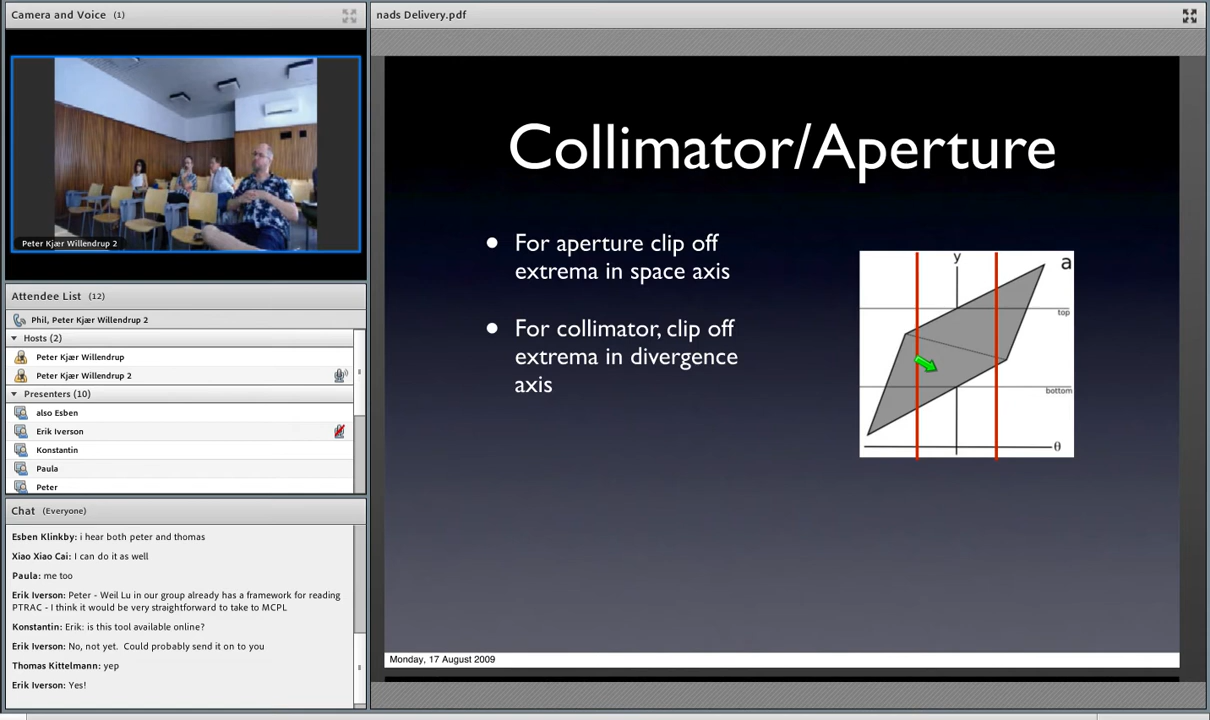 Camera and Voice (1)
Peter Kjær Willendrup 2
Attendee List (12)
Phil, Peter Kjær Willendrup 2
Hosts (2)
Peter Kjær Willendrup
Peter Kjær Willendrup 2
Presenters (10)
also Esben
Erik Iverson
Konstantin
Paula
Peter
Chat (Everyone)
Esben Klinkby: i hear both peter and thomas
Xiao Xiao Cai: I can do it as well
Paula: me too
Erik Iverson: Peter - Weil Lu in our group already has a framework for reading
PTRAC - I think it would be very straightforward to take to MCPL
Konstantin: Erik: is this tool available online?
Erik Iverson: No, not yet. Could probably send it on to you
Thomas Kittelmann: yep
Erik Iverson: Yes!
nads Delivery.pdf
Collimator/Aperture
• For aperture clip off
extrema in space axis
• For collimator, clip off
extrema in divergence
axis
y
a
top
bottom
θ
Monday, 17 August 2009